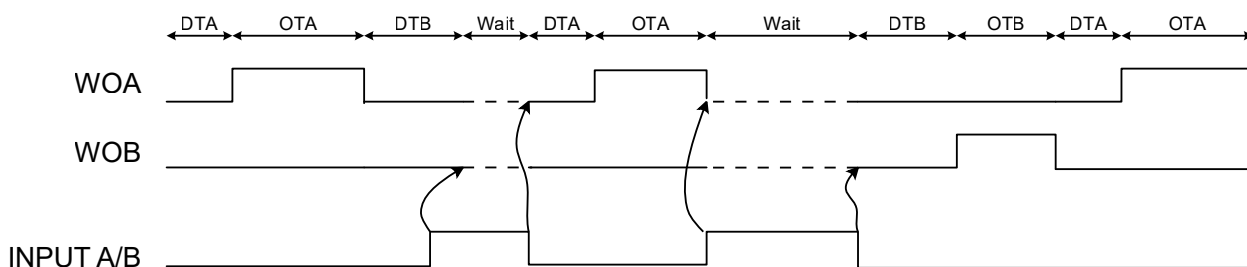 DTA OTA DTB Wait DTA OTA Wait DTB OTB DTA OTA
WOA
WOB
INPUT A/B